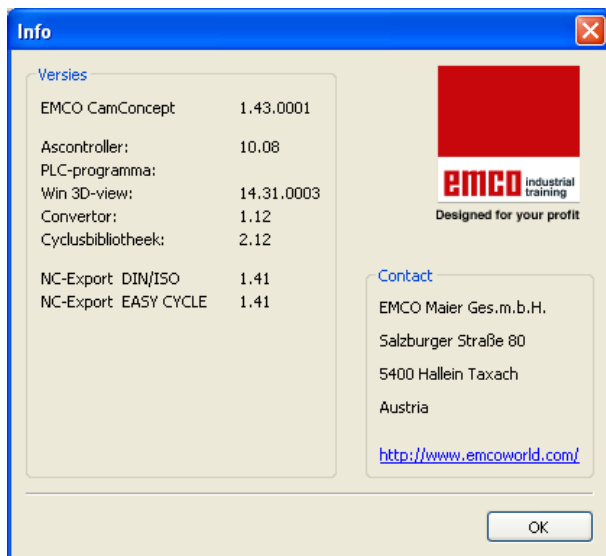 Info
Versies
EMCO CamConcept 1.43.0001
Ascontroller: 10.08
PLC-programma:
Win 3D-view: 14.31.0003
Convertor: 1.12
Cyclusbibliotheek: 2.12
NC-Export DIN/ISO 1.41
NC-Export EASY CYCLE 1.41
emco industrial training
Designed for your profit
Contact
EMCO Maier Ges.m.b.H.
Salzburger Straße 80
5400 Hallein Taxach
Austria
http://www.emcoworld.com/
OK